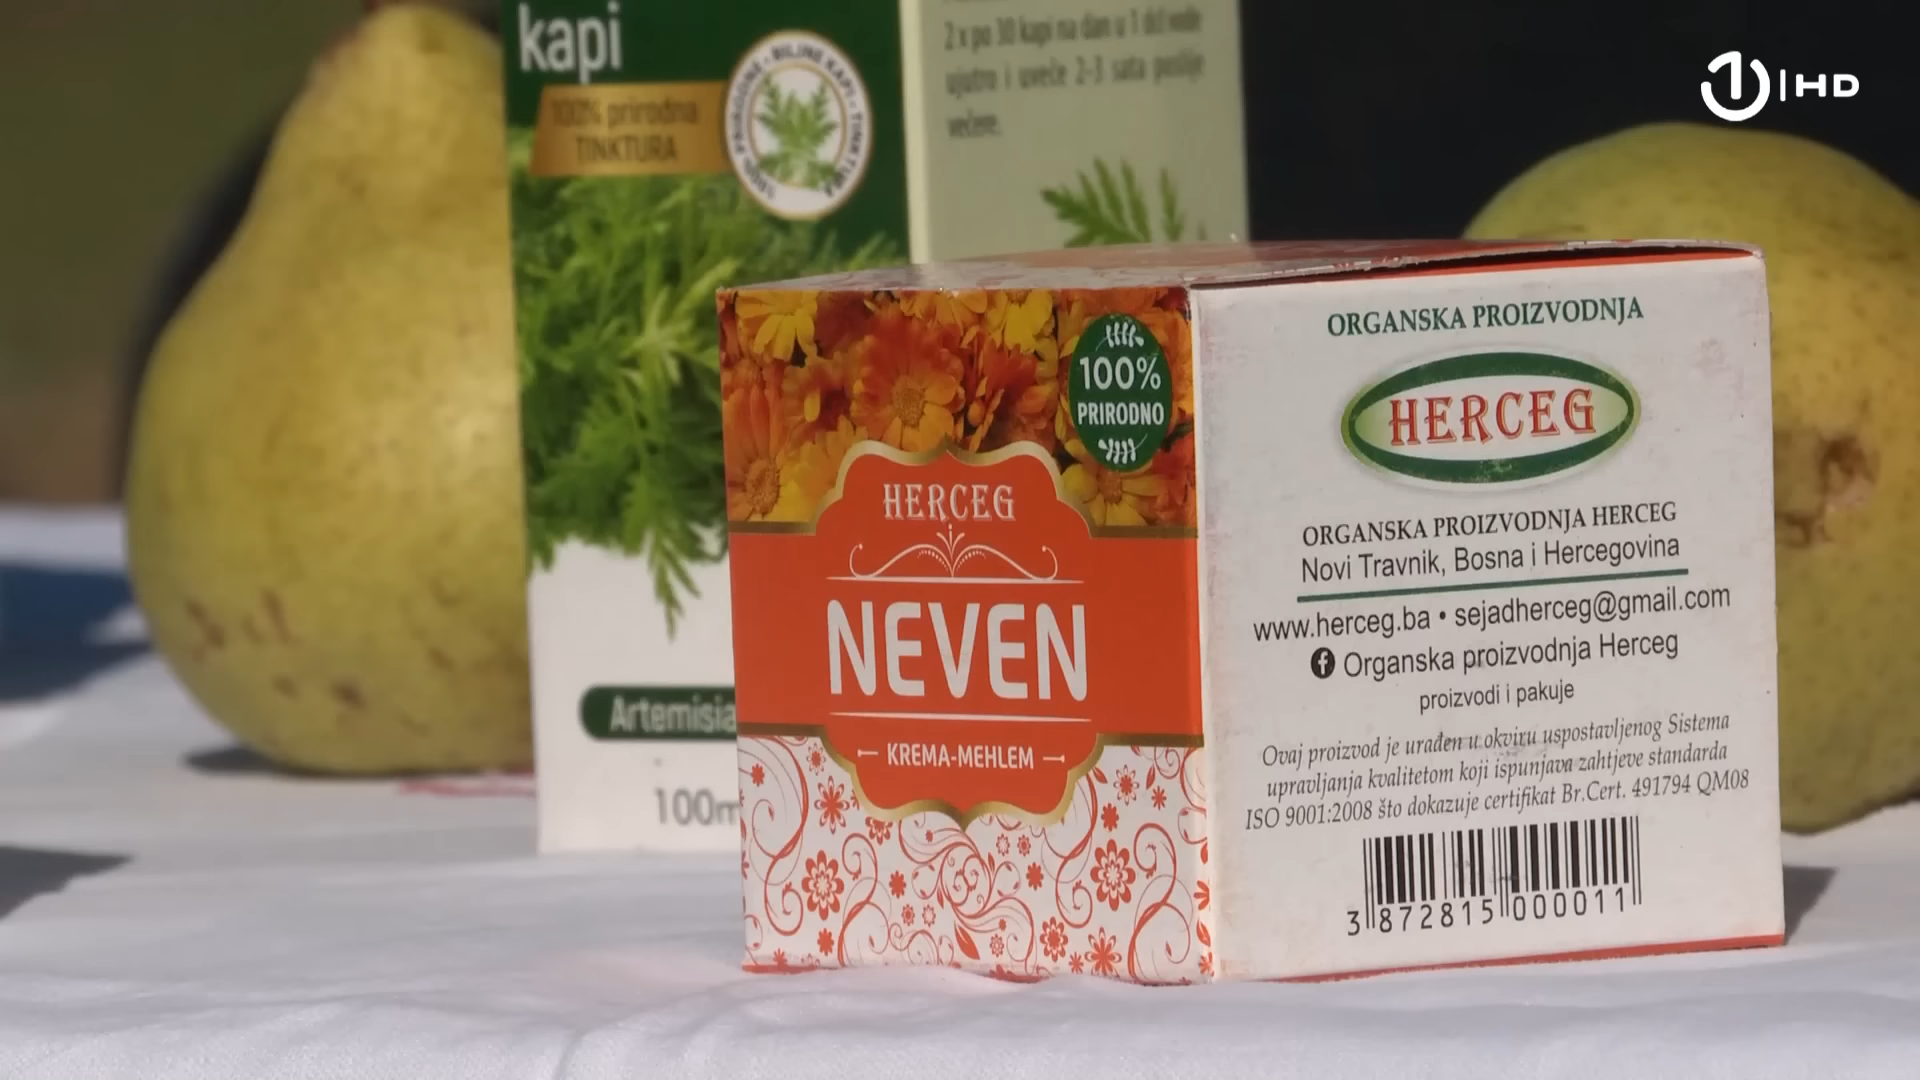 kapi
100% prirodna
TINKTURA
2 x po 30 kapi na dan u 1 dcl vode
ujutro i uveče 2-3 sata poslije
večere.
HD
Artemisia
100m
100%
PRIRODNO
HERCEG
NEVEN
KREMA-MEHLEM
ORGANSKA PROIZVODNJA
HERCEG
ORGANSKA PROIZVODNJA HERCEG
Novi Travnik, Bosna i Hercegovina
www.herceg.ba • sejadherceg@gmail.com
Organska proizvodnja Herceg
proizvodi i pakuje
Ovaj proizvod je urađen u okviru uspostavljenog Sistema
upravljanja kvalitetom koji ispunjava zahtjeve standarda
ISO 9001:2008 što dokazuje certifikat Br.Cert. 491794 QM08
3 872815 000011